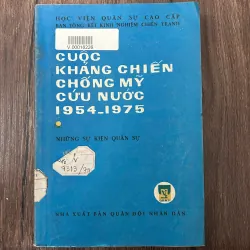 HỌC VIỆN QUÂN SỰ CAO CẤP
BAN TỔNG KẾT KINH NGHIỆM CHIẾN TRANH
V.00018228
CUỘC
KHÁNG CHIẾN
CHỐNG MỸ
CỨU NƯỚC
1954-1975
NHỮNG SỰ KIỆN QUÂN SỰ
NHÀ XUẤT BẢN QUÂN ĐỘI NHÂN DÂN